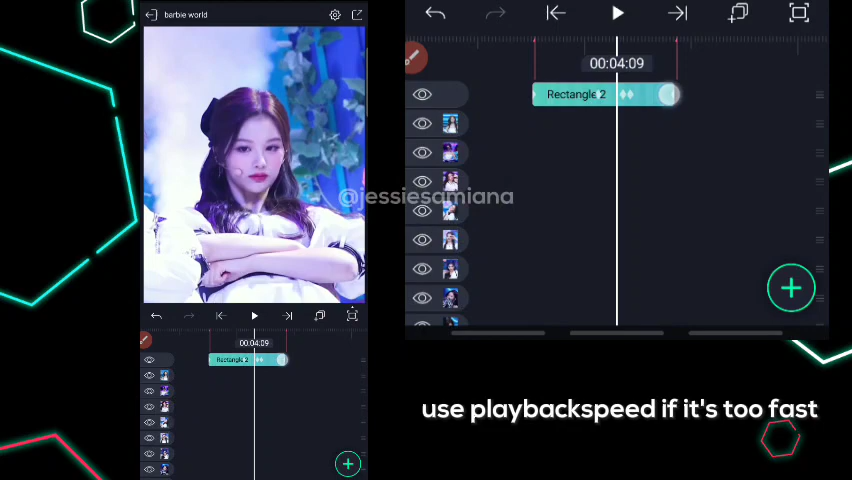 barbie world
00:04:09
Rectangle 2
@jessiesamiana
00:04:09
Rectangle 2
use playbackspeed if it's too fast